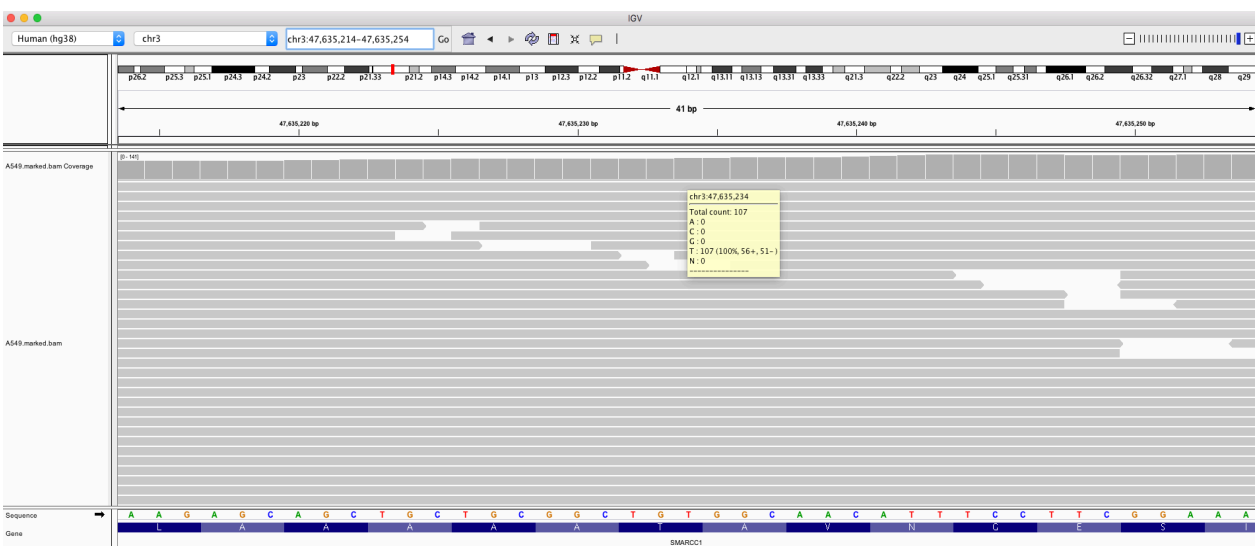 IGV
Human (hg38) chr3 chr3:47,635,214-47,635,254 Go
p26.2 p25.3 p25.1 p24.3 p24.2 p23 p22.2 p21.33 p21.2 p14.3 p14.2 p14.1 p13 p12.3 p12.2 p11.2 q11.1 q12.1 q13.11 q13.13 q13.31 q13.33 q21.3 q22.2 q23 q24 q25.1 q25.31 q26.1 q26.2 q26.32 q27.1 q28 q29
41 bp
47,635,220 bp 47,635,230 bp 47,635,240 bp 47,635,250 bp
[0 - 141]
A549.marked.bam Coverage
chr3:47,635,234
Total count: 107
A : 0
C : 0
G : 0
T : 107 (100%, 56+, 51-)
N : 0
---------------
A549.marked.bam
Sequence A A G A G C A G C T G C T G C G G C T G T G G C A A C A T T T C C T T C G G A A A
Gene L A A A A A T A V N G E S I
SMARCC1